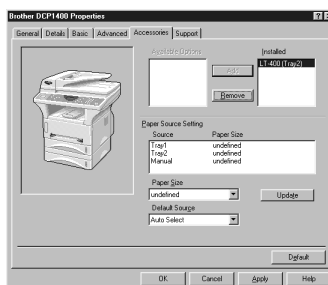 Brother DCP1400 Properties
General Details Basic Advanced Accessories Support
Available Options
Installed
LT-400 (Tray2)
Add
Remove
Paper Source Setting
Source Paper Size
Tray1 undefined
Tray2 undefined
Manual undefined
Paper Size
undefined
Update
Default Source
Auto Select
Default
OK Cancel Apply Help